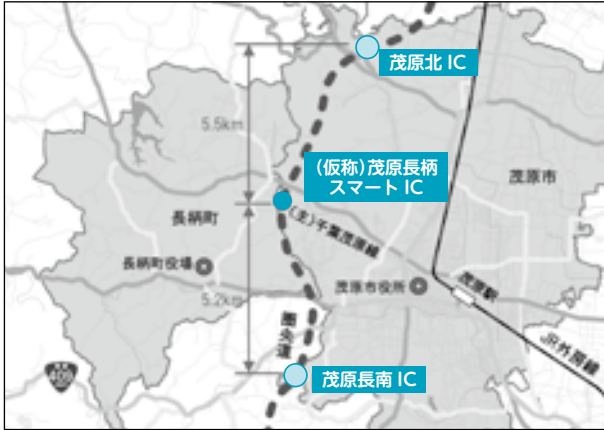 茂原北 IC
5.5km
(仮称)茂原長柄
スマート IC
茂原市
長柄町
(主)千葉茂原線
長柄町役場
茂原市役所
茂原駅
5.2km
圏央道
JR外房線
茂原長南 IC
409